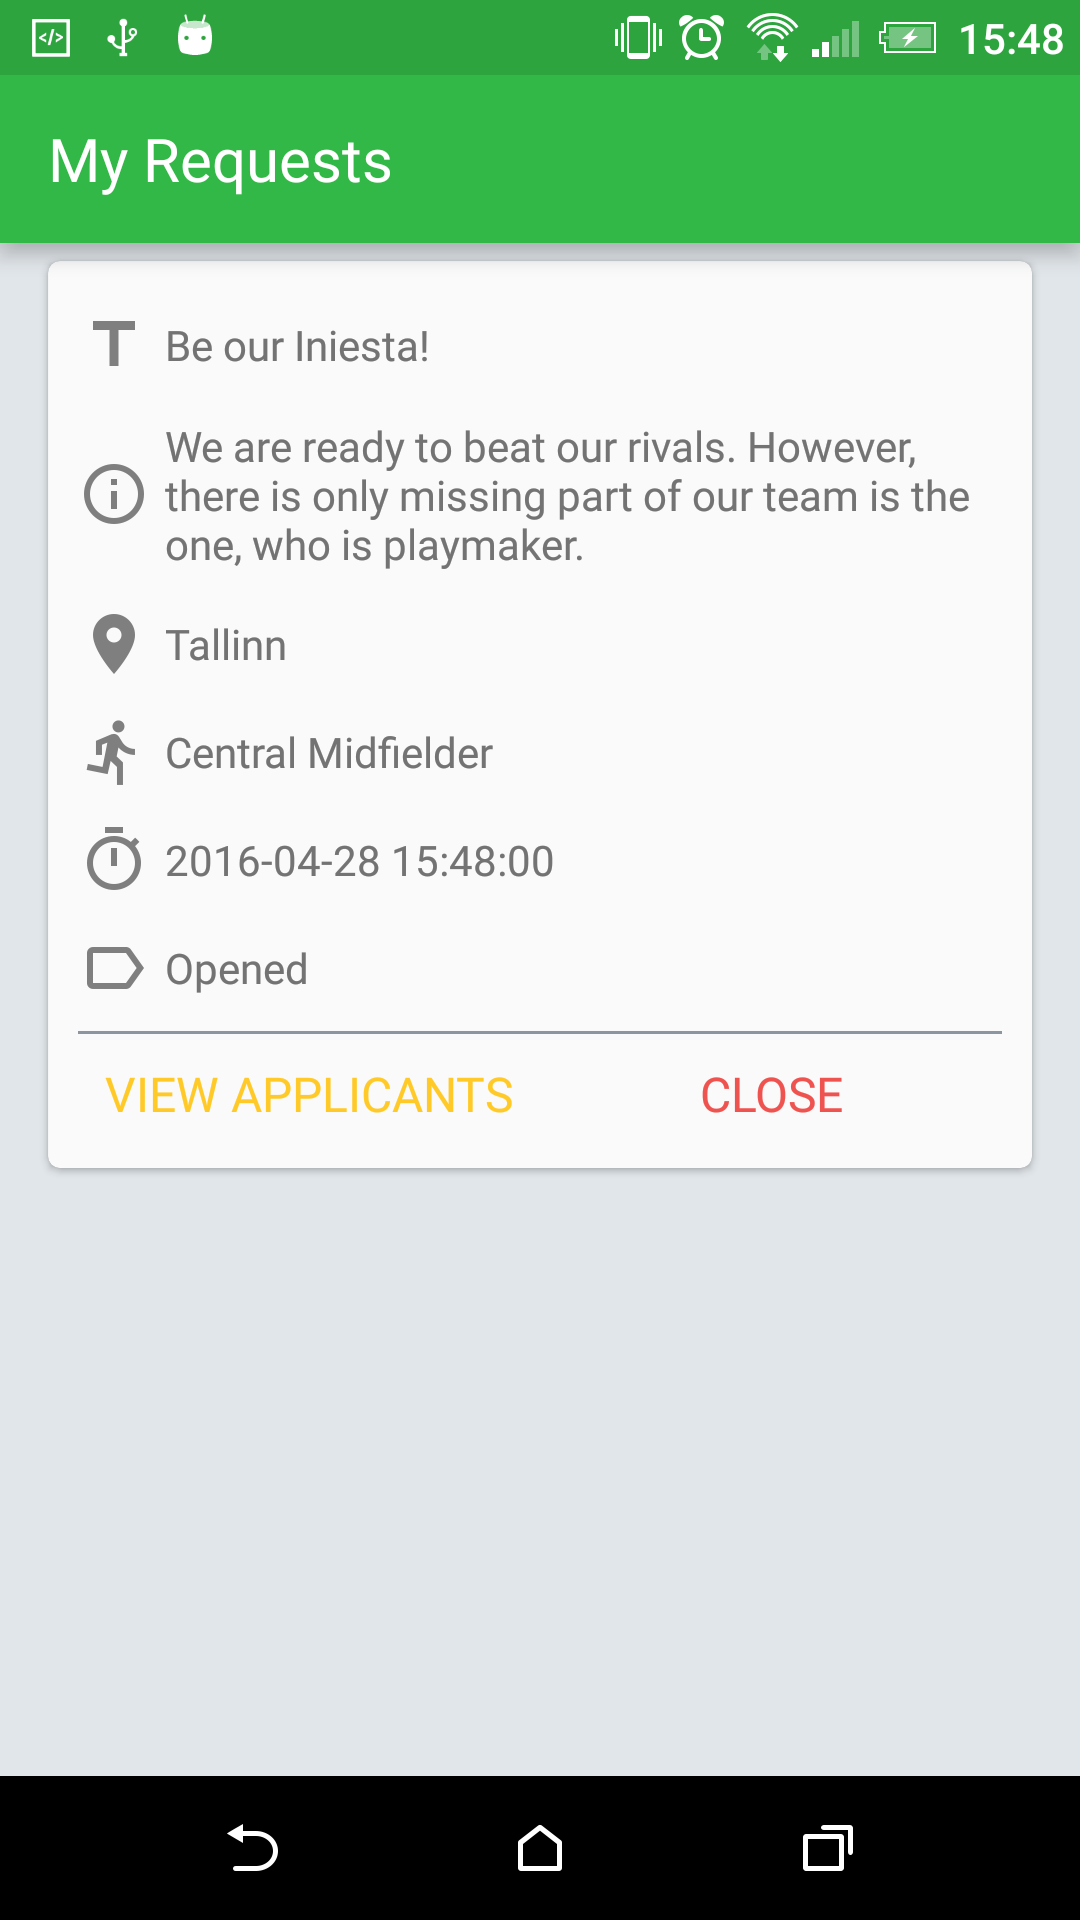 15:48
My Requests
Be our Iniesta!
We are ready to beat our rivals. However,
there is only missing part of our team is the
one, who is playmaker.
Tallinn
Central Midfielder
2016-04-28 15:48:00
Opened
VIEW APPLICANTS CLOSE